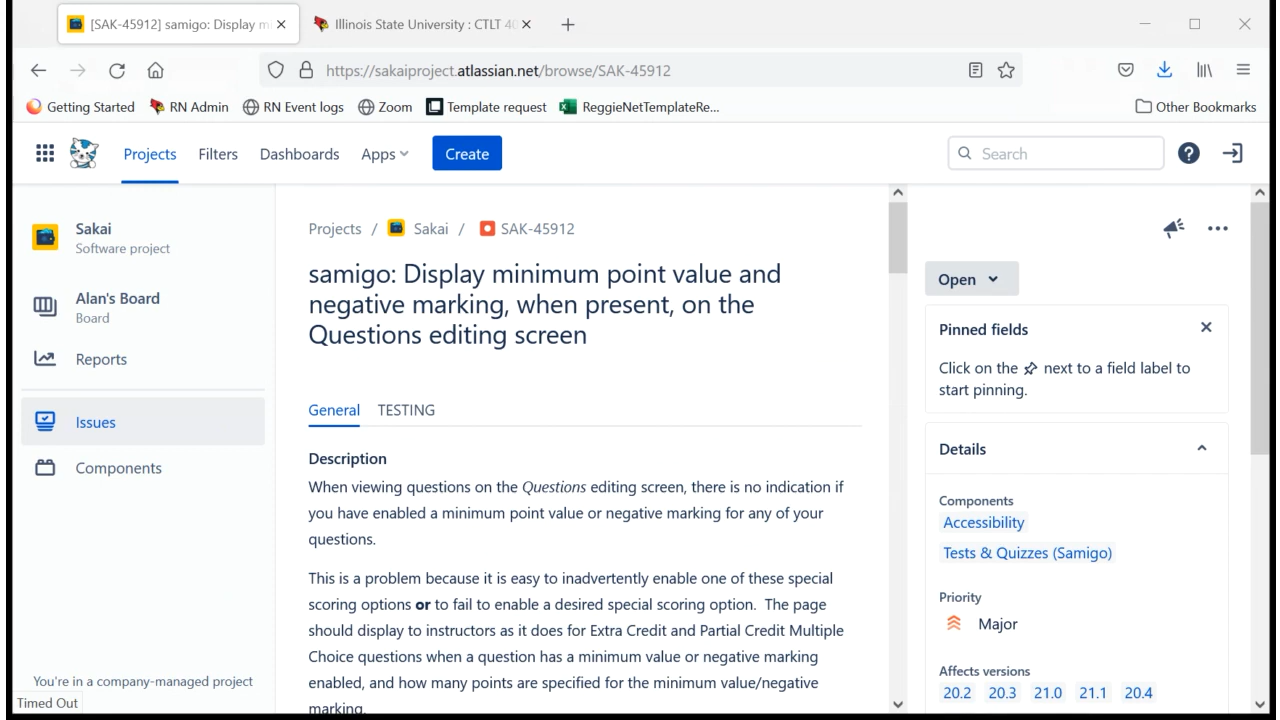 [SAK-45912] samigo: Display mi
Illinois State University : CTLT 40
https://sakaiproject.atlassian.net/browse/SAK-45912
Getting Started RN Admin RN Event logs Zoom Template request ReggieNetTemplateRe... Other Bookmarks
Projects Filters Dashboards Apps Create Search
Sakai
Software project
Alan's Board
Board
Reports
Issues
Components
You're in a company-managed project
Timed Out
Projects / Sakai / SAK-45912
samigo: Display minimum point value and
negative marking, when present, on the
Questions editing screen
General TESTING
Description
When viewing questions on the Questions editing screen, there is no indication if
you have enabled a minimum point value or negative marking for any of your
questions.
This is a problem because it is easy to inadvertently enable one of these special
scoring options or to fail to enable a desired special scoring option. The page
should display to instructors as it does for Extra Credit and Partial Credit Multiple
Choice questions when a question has a minimum value or negative marking
enabled, and how many points are specified for the minimum value/negative
marking.
Open
Pinned fields
Click on the next to a field label to
start pinning.
Details
Components
Accessibility
Tests & Quizzes (Samigo)
Priority
Major
Affects versions
20.2 20.3 21.0 21.1 20.4